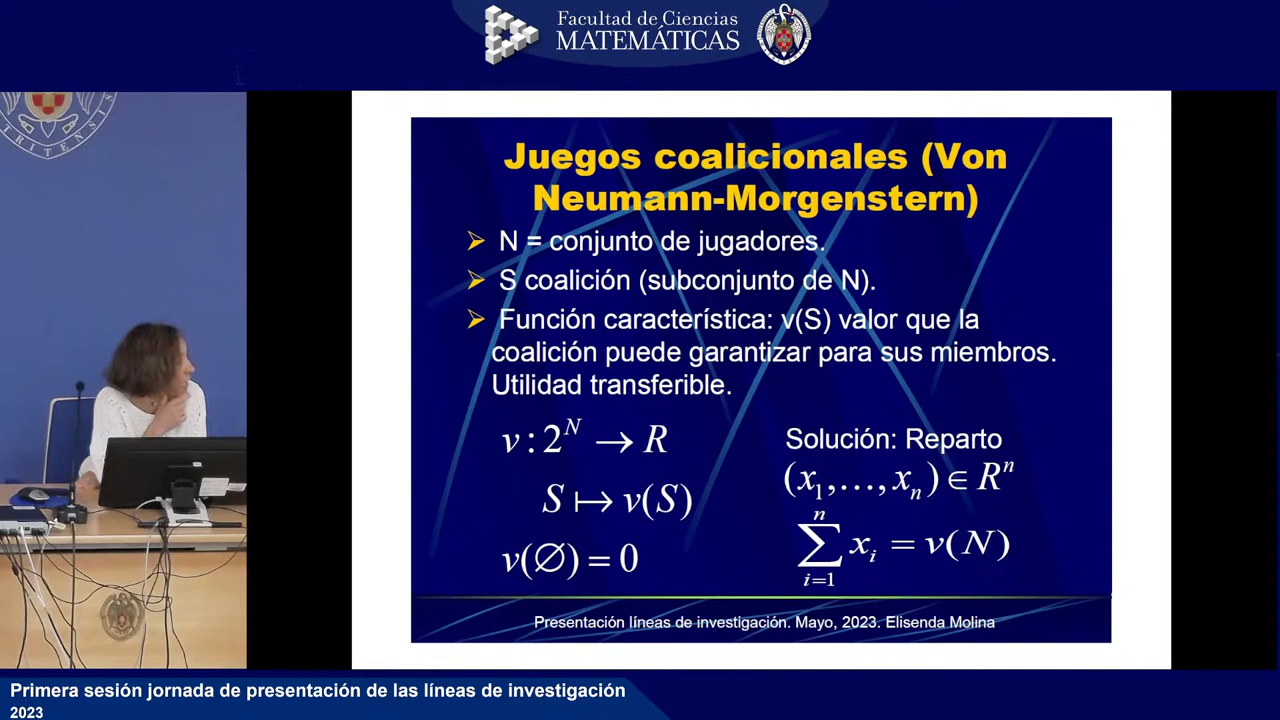 Facultad de Ciencias
MATEMÁTICAS
TRITENSIS
Juegos coalicionales (Von
Neumann-Morgenstern)
N = conjunto de jugadores.
S coalición (subconjunto de N).
Función característica: v(S) valor que la
coalición puede garantizar para sus miembros.
Utilidad transferible.
v : 2^N → R
S ↦ v(S)
v(∅) = 0
Solución: Reparto
(x_1,…,x_n) ∈ R^n
∑_{i=1}^{n} x_i = v(N)
Presentación líneas de investigación. Mayo, 2023. Elisenda Molina
Primera sesión jornada de presentación de las líneas de investigación
2023